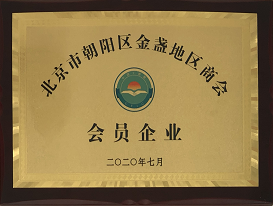 北京市朝阳区金盏地区商会
会员企业
二〇二〇年七月